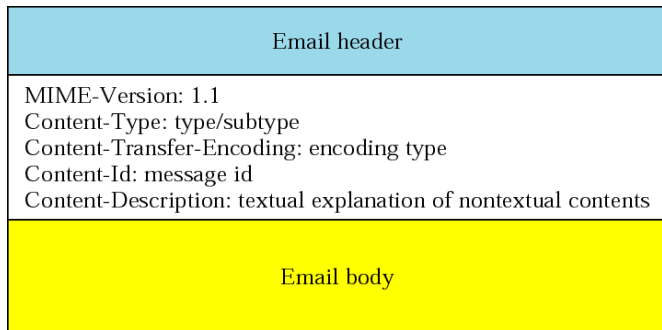 Email header
MIME-Version: 1.1
Content-Type: type/subtype
Content-Transfer-Encoding: encoding type
Content-Id: message id
Content-Description: textual explanation of nontextual contents
Email body